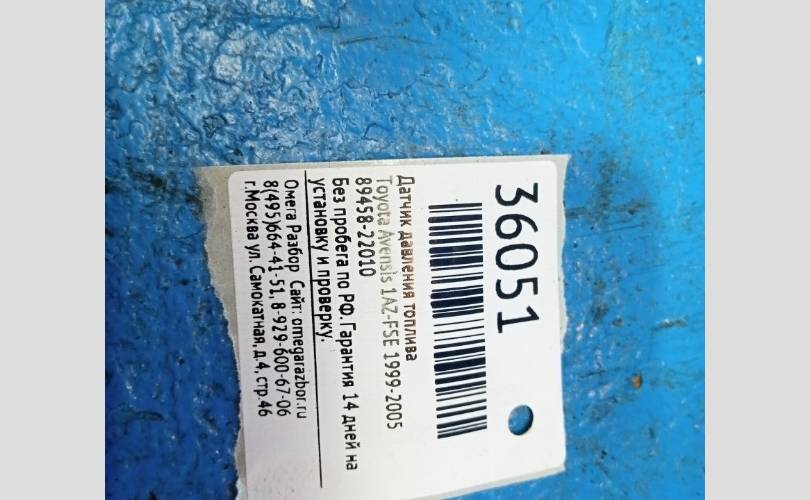 36051
Датчик давления топлива
Toyota Avensis 1AZ-FSE 1999-2005
89458-22010
Без пробега по РФ. Гарантия 14 дней на
установку и проверку.
Омега Разбор Сайт: omegarazbor.ru
8(495)664-41-51, 8-929-600-67-06
г.Москва ул. Самокатная, д.4, стр.46